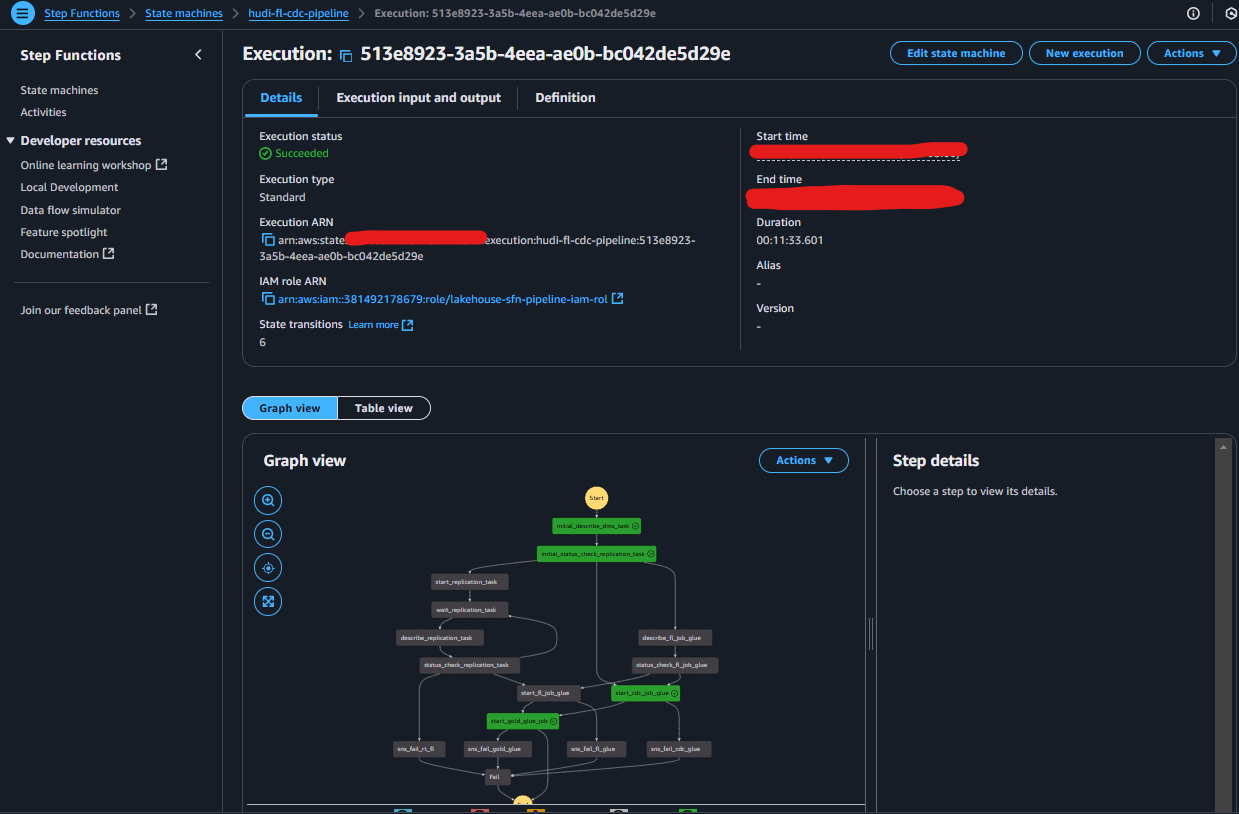 Step Functions
State machines
hudi-fl-cdc-pipeline
Execution: 513e8923-3a5b-4eea-ae0b-bc042de5d29e
Step Functions
State machines
Activities
Developer resources
Online learning workshop
Local Development
Data flow simulator
Feature spotlight
Documentation
Join our feedback panel
Execution: 513e8923-3a5b-4eea-ae0b-bc042de5d29e
Edit state machine
New execution
Actions
Details
Execution input and output
Definition
Execution status
Succeeded
Execution type
Standard
Execution ARN
arn:aws:state execution:hudi-fl-cdc-pipeline:513e8923-
3a5b-4eea-ae0b-bc042de5d29e
IAM role ARN
arn:aws:iam::381492178679:role/lakehouse-sfn-pipeline-iam-rol
State transitions Learn more
6
Start time
End time
Duration
00:11:33.601
Alias
-
Version
-
Graph view
Table view
Graph view
Actions
Start
initial_describe_dms_task
initial_status_check_replication_task
start_replication_task
wait_replication_task
describe_replication_task
describe_fl_job_glue
status_check_replication_task
status_check_fl_job_glue
start_fl_job_glue
start_cdc_job_glue
start_gold_glue_job
sns_fail_rt_fl
sns_fail_gold_glue
sns_fail_fl_glue
sns_fail_cdc_glue
Fail
Step details
Choose a step to view its details.